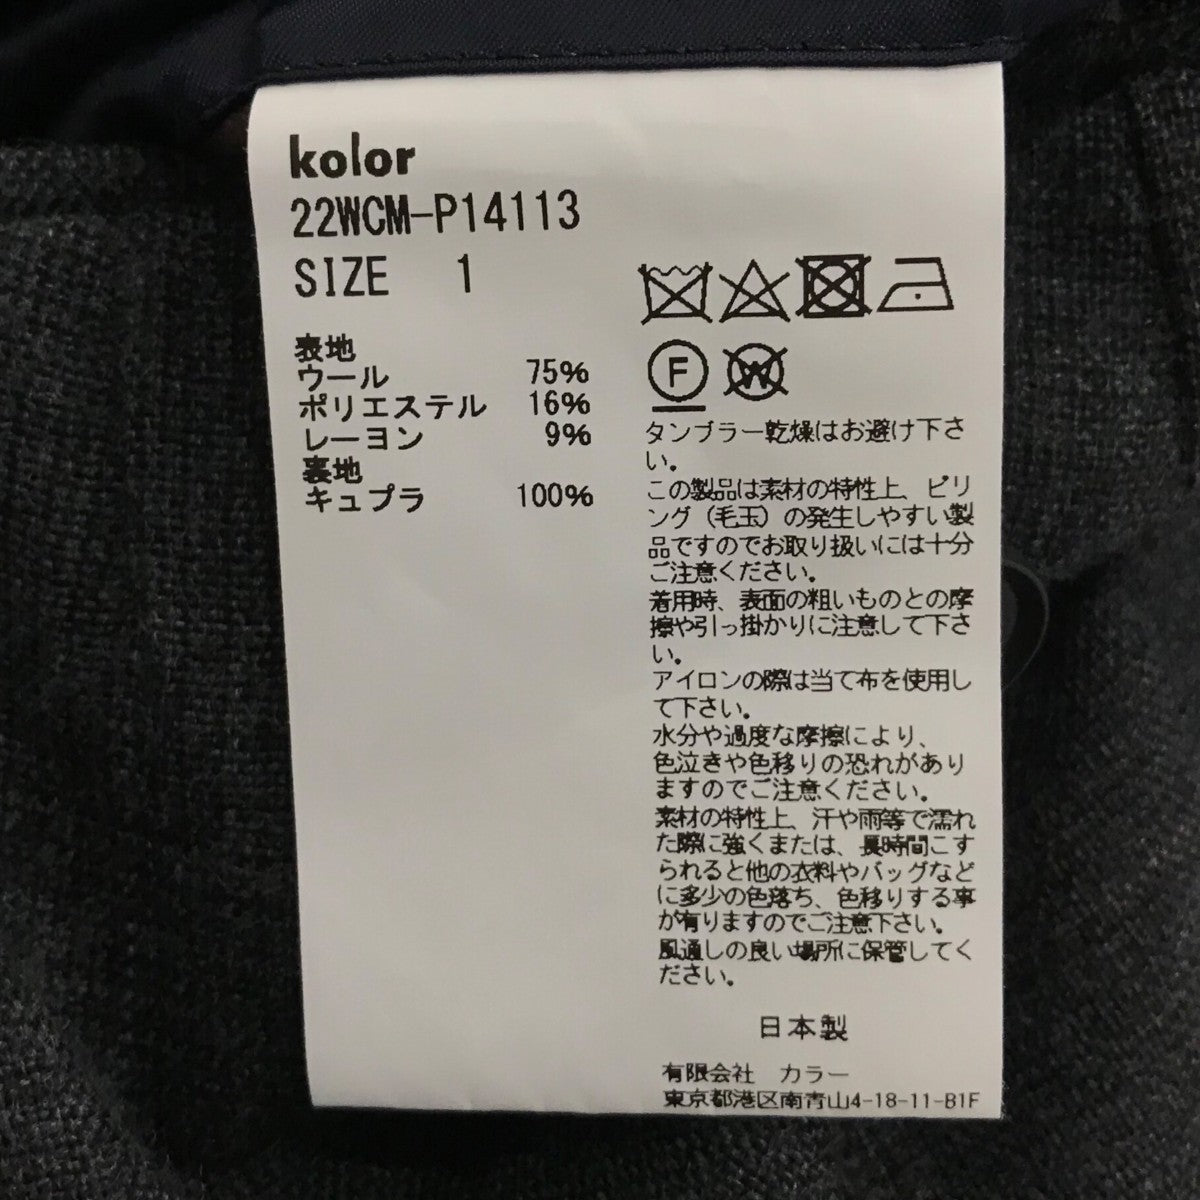 kolor
22WCM-P14113
SIZE 1
表地
ウール 75%
ポリエステル 16%
レーヨン 9%
裏地
キュプラ 100%
F
W
タンブラー乾燥はお避け下さ
い。
この製品は素材の特性上、ピリ
ング（毛玉）の発生しやすい製
品ですのでお取り扱いには十分
ご注意ください。
着用時、表面の粗いものとの摩
擦や引っ掛かりに注意して下さ
い。
アイロンの際は当て布を使用し
て下さい。
水分や過度な摩擦により、
色泣きや色移りの恐れがあり
ますのでご注意ください。
素材の特性上、汗や雨等で濡れ
た際に強くまたは、長時間こす
られると他の衣料やバッグなど
に多少の色落ち、色移りする事
が有りますのでご注意下さい。
風通しの良い場所に保管してく
ださい。
日本製
有限会社 カラー
東京都港区南青山4-18-11-B1F